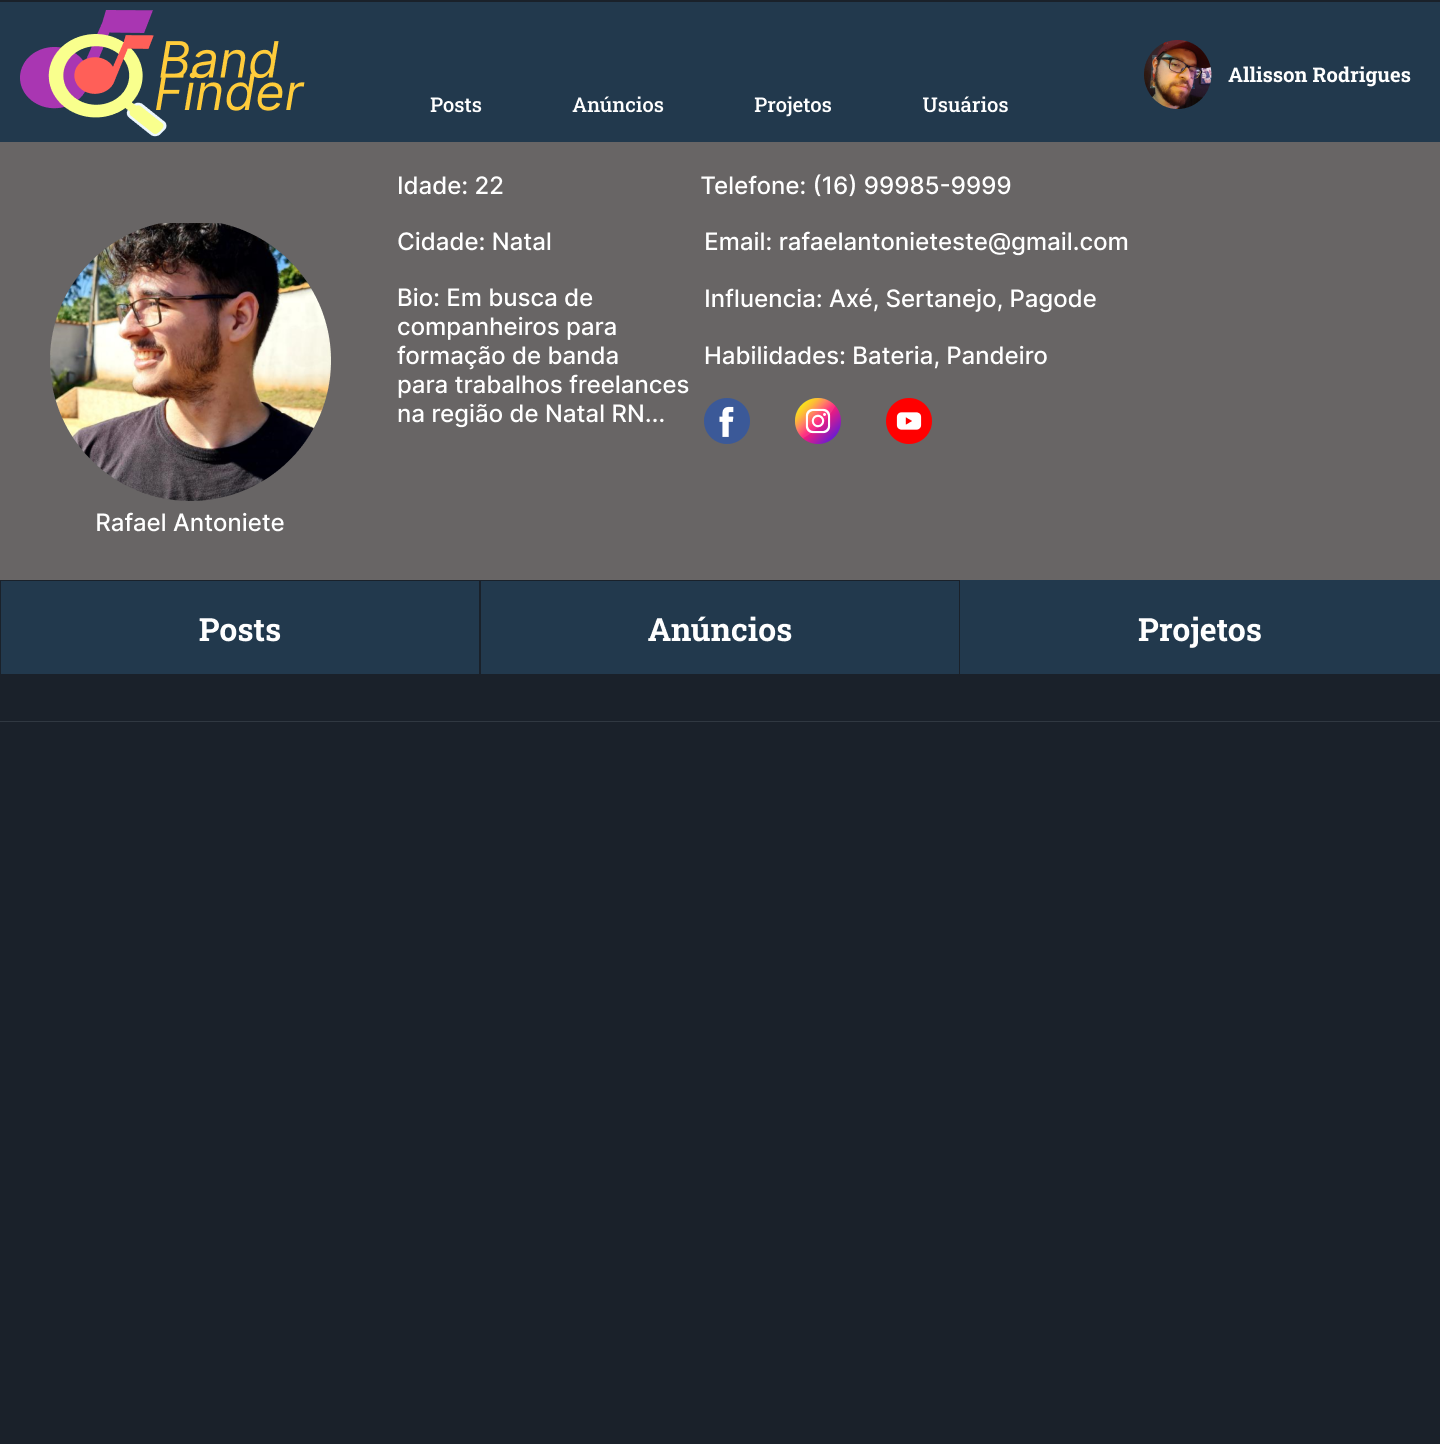 Band
Finder
Posts
Anúncios
Projetos
Usuários
Allisson Rodrigues
Rafael Antoniete
Idade: 22
Cidade: Natal
Bio: Em busca de
companheiros para
formação de banda
para trabalhos freelances
na região de Natal RN...
Telefone: (16) 99985-9999
Email: rafaelantonieteste@gmail.com
Influencia: Axé, Sertanejo, Pagode
Habilidades: Bateria, Pandeiro
Posts
Anúncios
Projetos